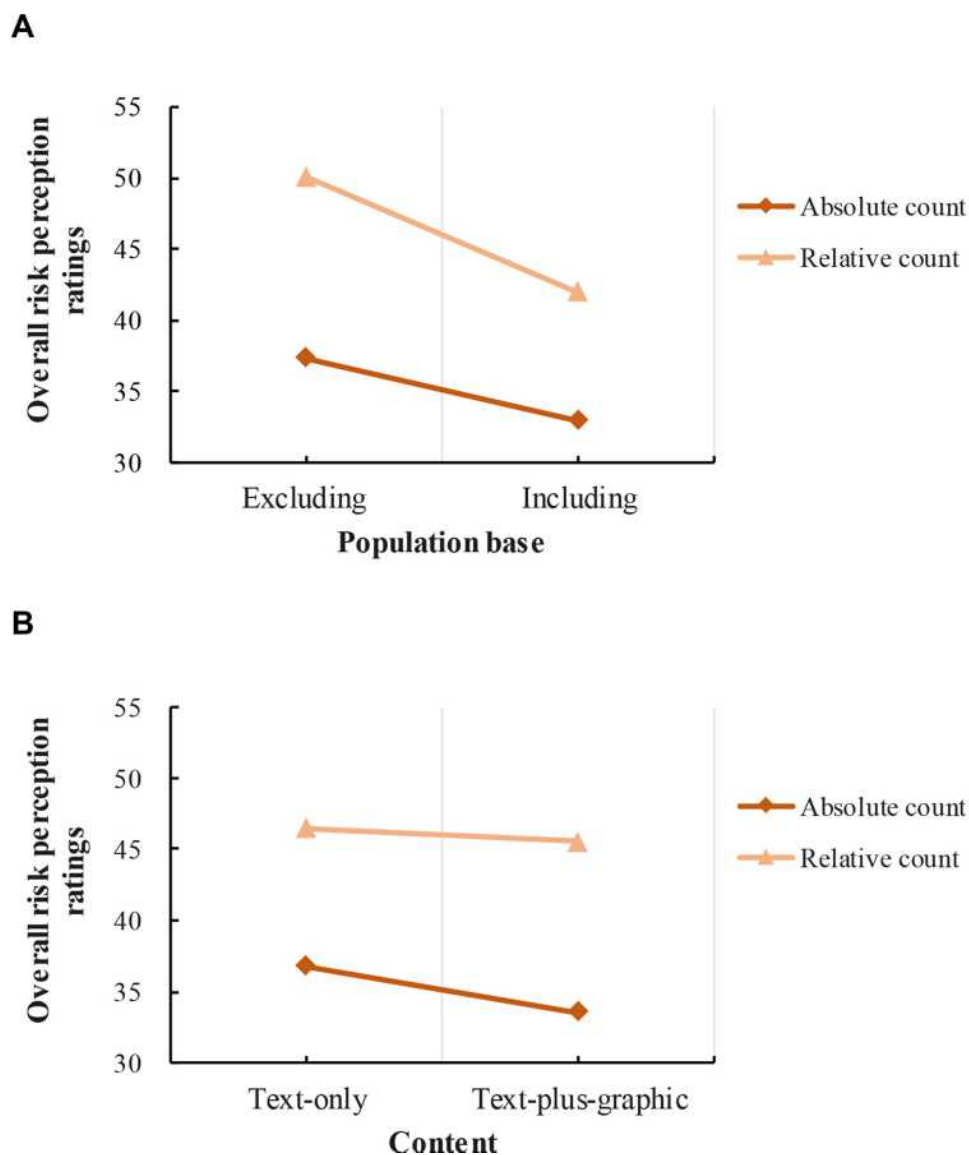 A
Overall risk perception
ratings
55
50
45
40
35
30
Excluding
Including
Population base
Absolute count
Relative count
B
Overall risk perception
ratings
55
50
45
40
35
30
Text-only
Text-plus-graphic
Content
Absolute count
Relative count